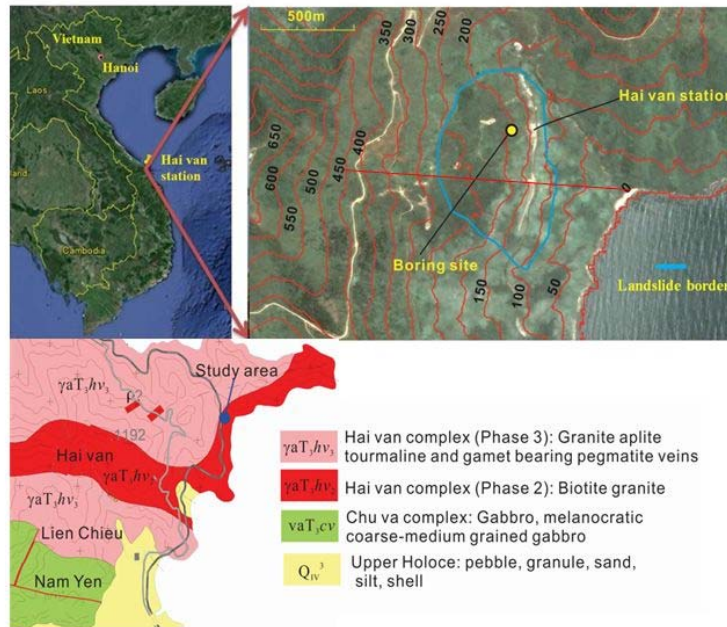 Vietnam
Hanoi
Laos
Hai van
station
Cambodia
500m
350
300
250
200
Hai van station
650
600
550
500
450
400
0
Boring site
150
100
50
Landslide border
Study area
γaT₃hv₃
1192
Hai van
γaT₃hv₂
γaT₃hv₃
Lien Chieu
Nam Yen
γaT₃hv₃ Hai van complex (Phase 3): Granite aplite
tourmaline and gamet bearing pegmatite veins
γaT₃hv₂ Hai van complex (Phase 2): Biotite granite
vaT₃cv Chu va complex: Gabbro, melanocratic
coarse-medium grained gabbro
Q_IV³ Upper Holoce: pebble, granule, sand,
silt, shell